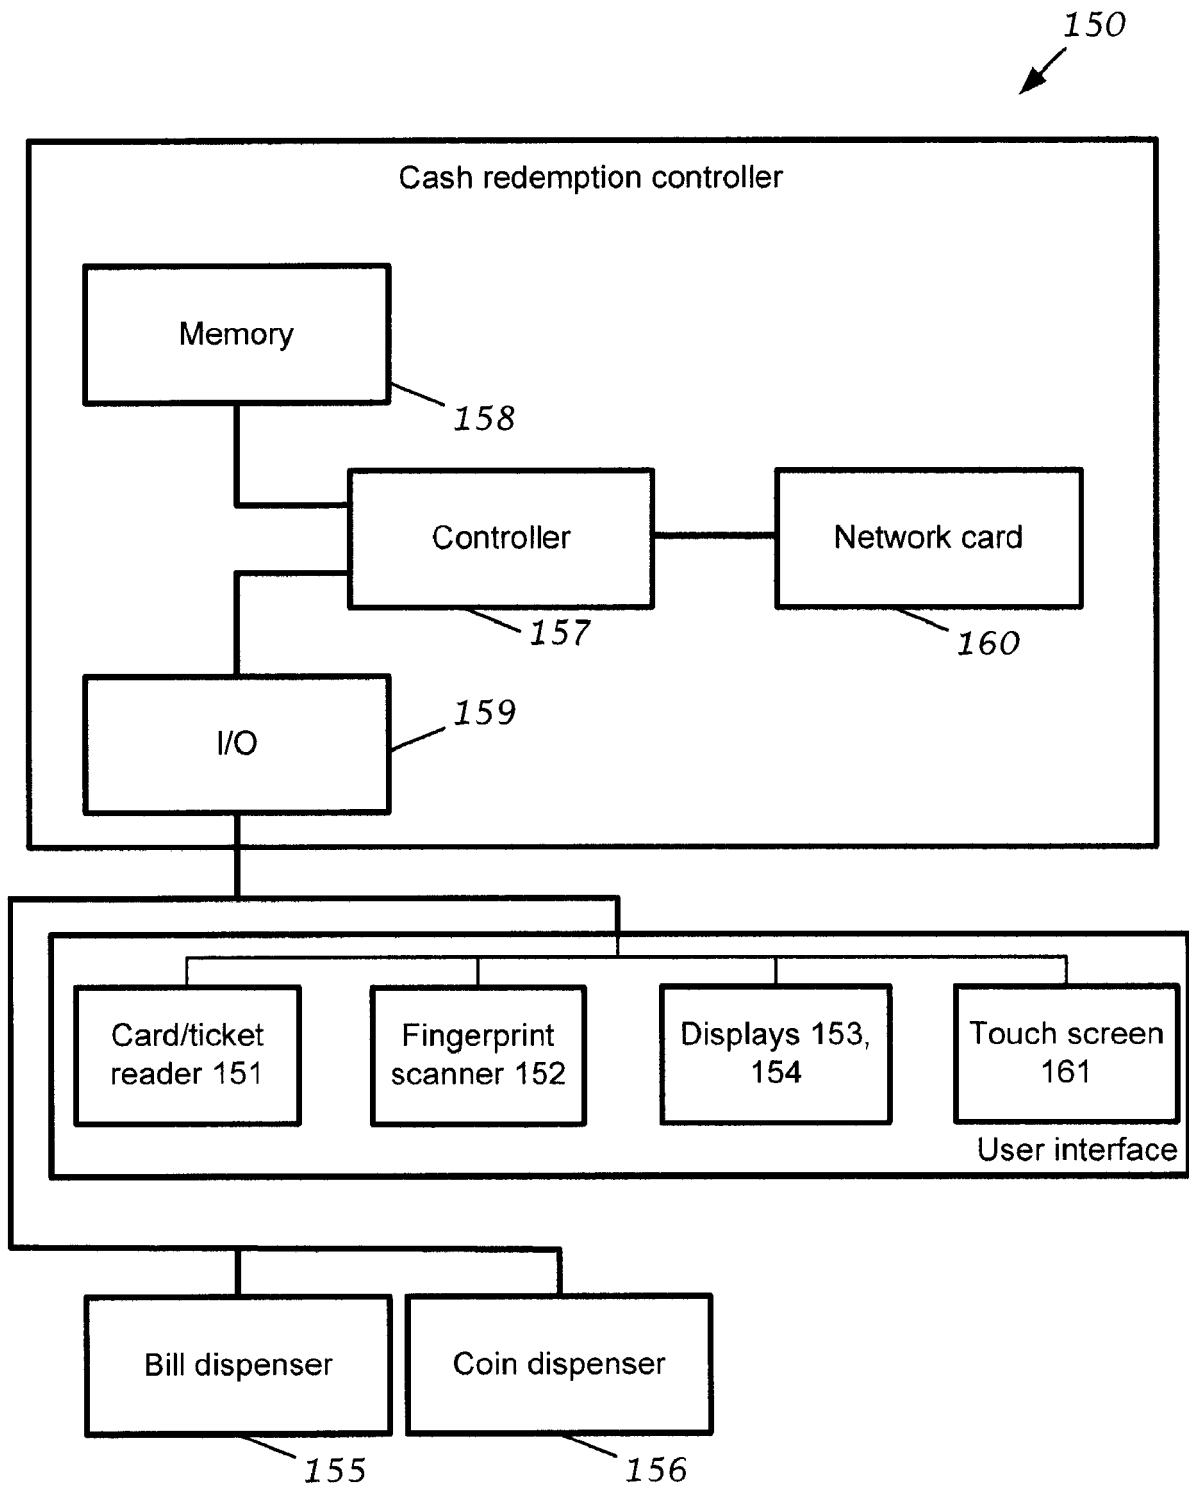 150
Cash redemption controller
Memory
158
Controller
157
Network card
160
I/O
159
Card/ticket
reader 151
Fingerprint
scanner 152
Displays 153,
154
Touch screen
161
User interface
Bill dispenser
155
Coin dispenser
156